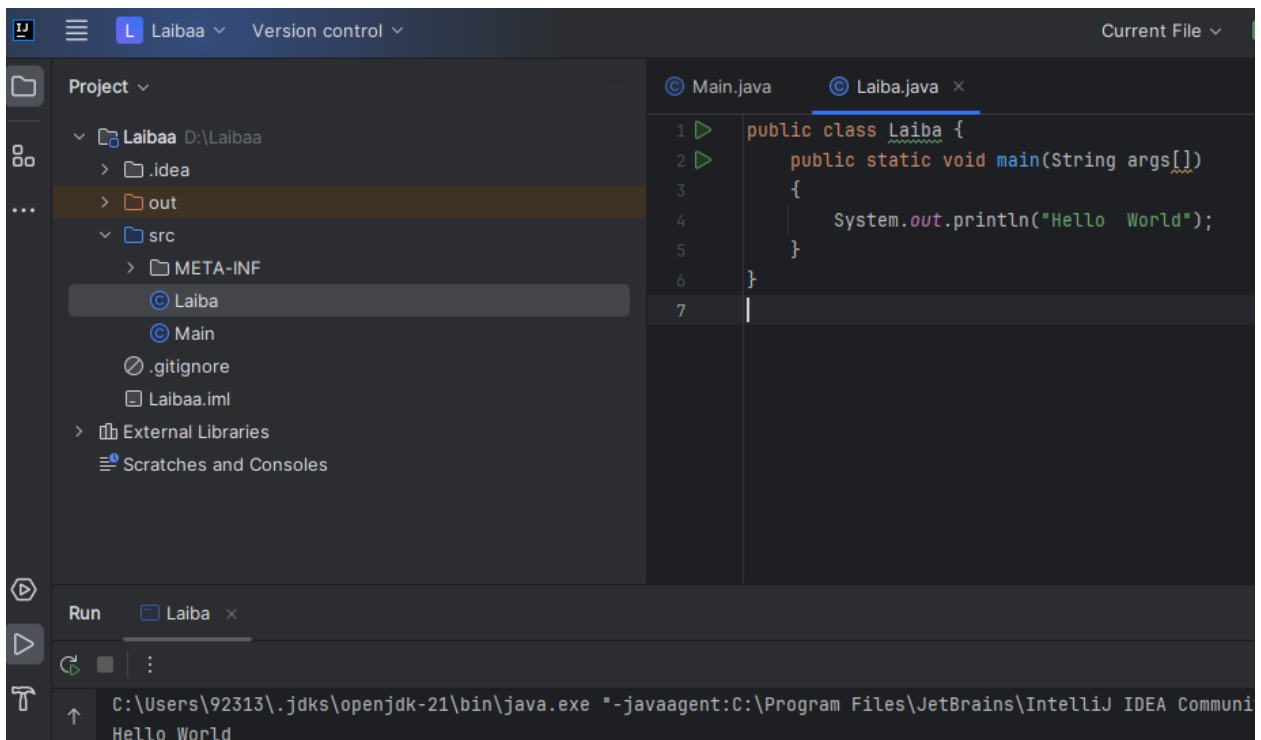 IJ
L Laibaa Version control Current File
Project
Laibaa D:\Laibaa
.idea
out
src
META-INF
Laiba
Main
.gitignore
Laibaa.iml
External Libraries
Scratches and Consoles
Main.java Laiba.java
1 public class Laiba {
2 public static void main(String args[])
3 {
4 System.out.println("Hello  World");
5 }
6 }
7
Run Laiba
C:\Users\92313\.jdks\openjdk-21\bin\java.exe "-javaagent:C:\Program Files\JetBrains\IntelliJ IDEA Communi
Hello World